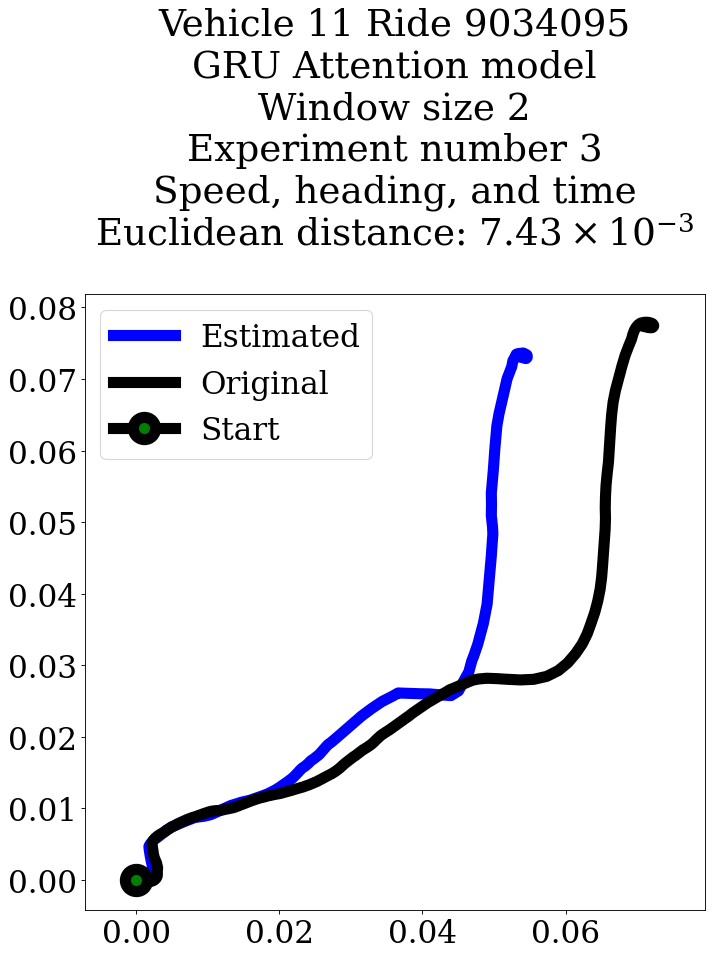 Vehicle 11 Ride 9034095
GRU Attention model
Window size 2
Experiment number 3
Speed, heading, and time
Euclidean distance: 7.43 × 10⁻³
0.08
0.07
0.06
0.05
0.04
0.03
0.02
0.01
0.00
Estimated
Original
Start
0.00 0.02 0.04 0.06